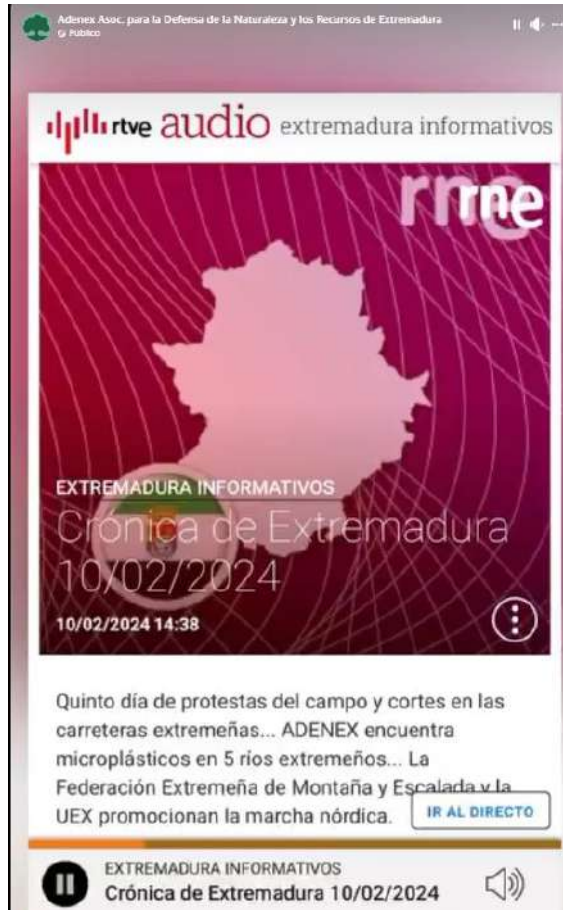 Adenex Asoc. para la Defensa de la Naturaleza y los Recursos de Extremadura
Público
rtve audio extremadura informativos
rne rne
EXTREMADURA INFORMATIVOS
Crónica de Extremadura
10/02/2024
10/02/2024 14:38
Quinto día de protestas del campo y cortes en las
carreteras extremeñas... ADENEX encuentra
microplásticos en 5 ríos extremeños... La
Federación Extremeña de Montaña y Escalada y la
UEX promocionan la marcha nórdica.
IR AL DIRECTO
EXTREMADURA INFORMATIVOS
Crónica de Extremadura 10/02/2024